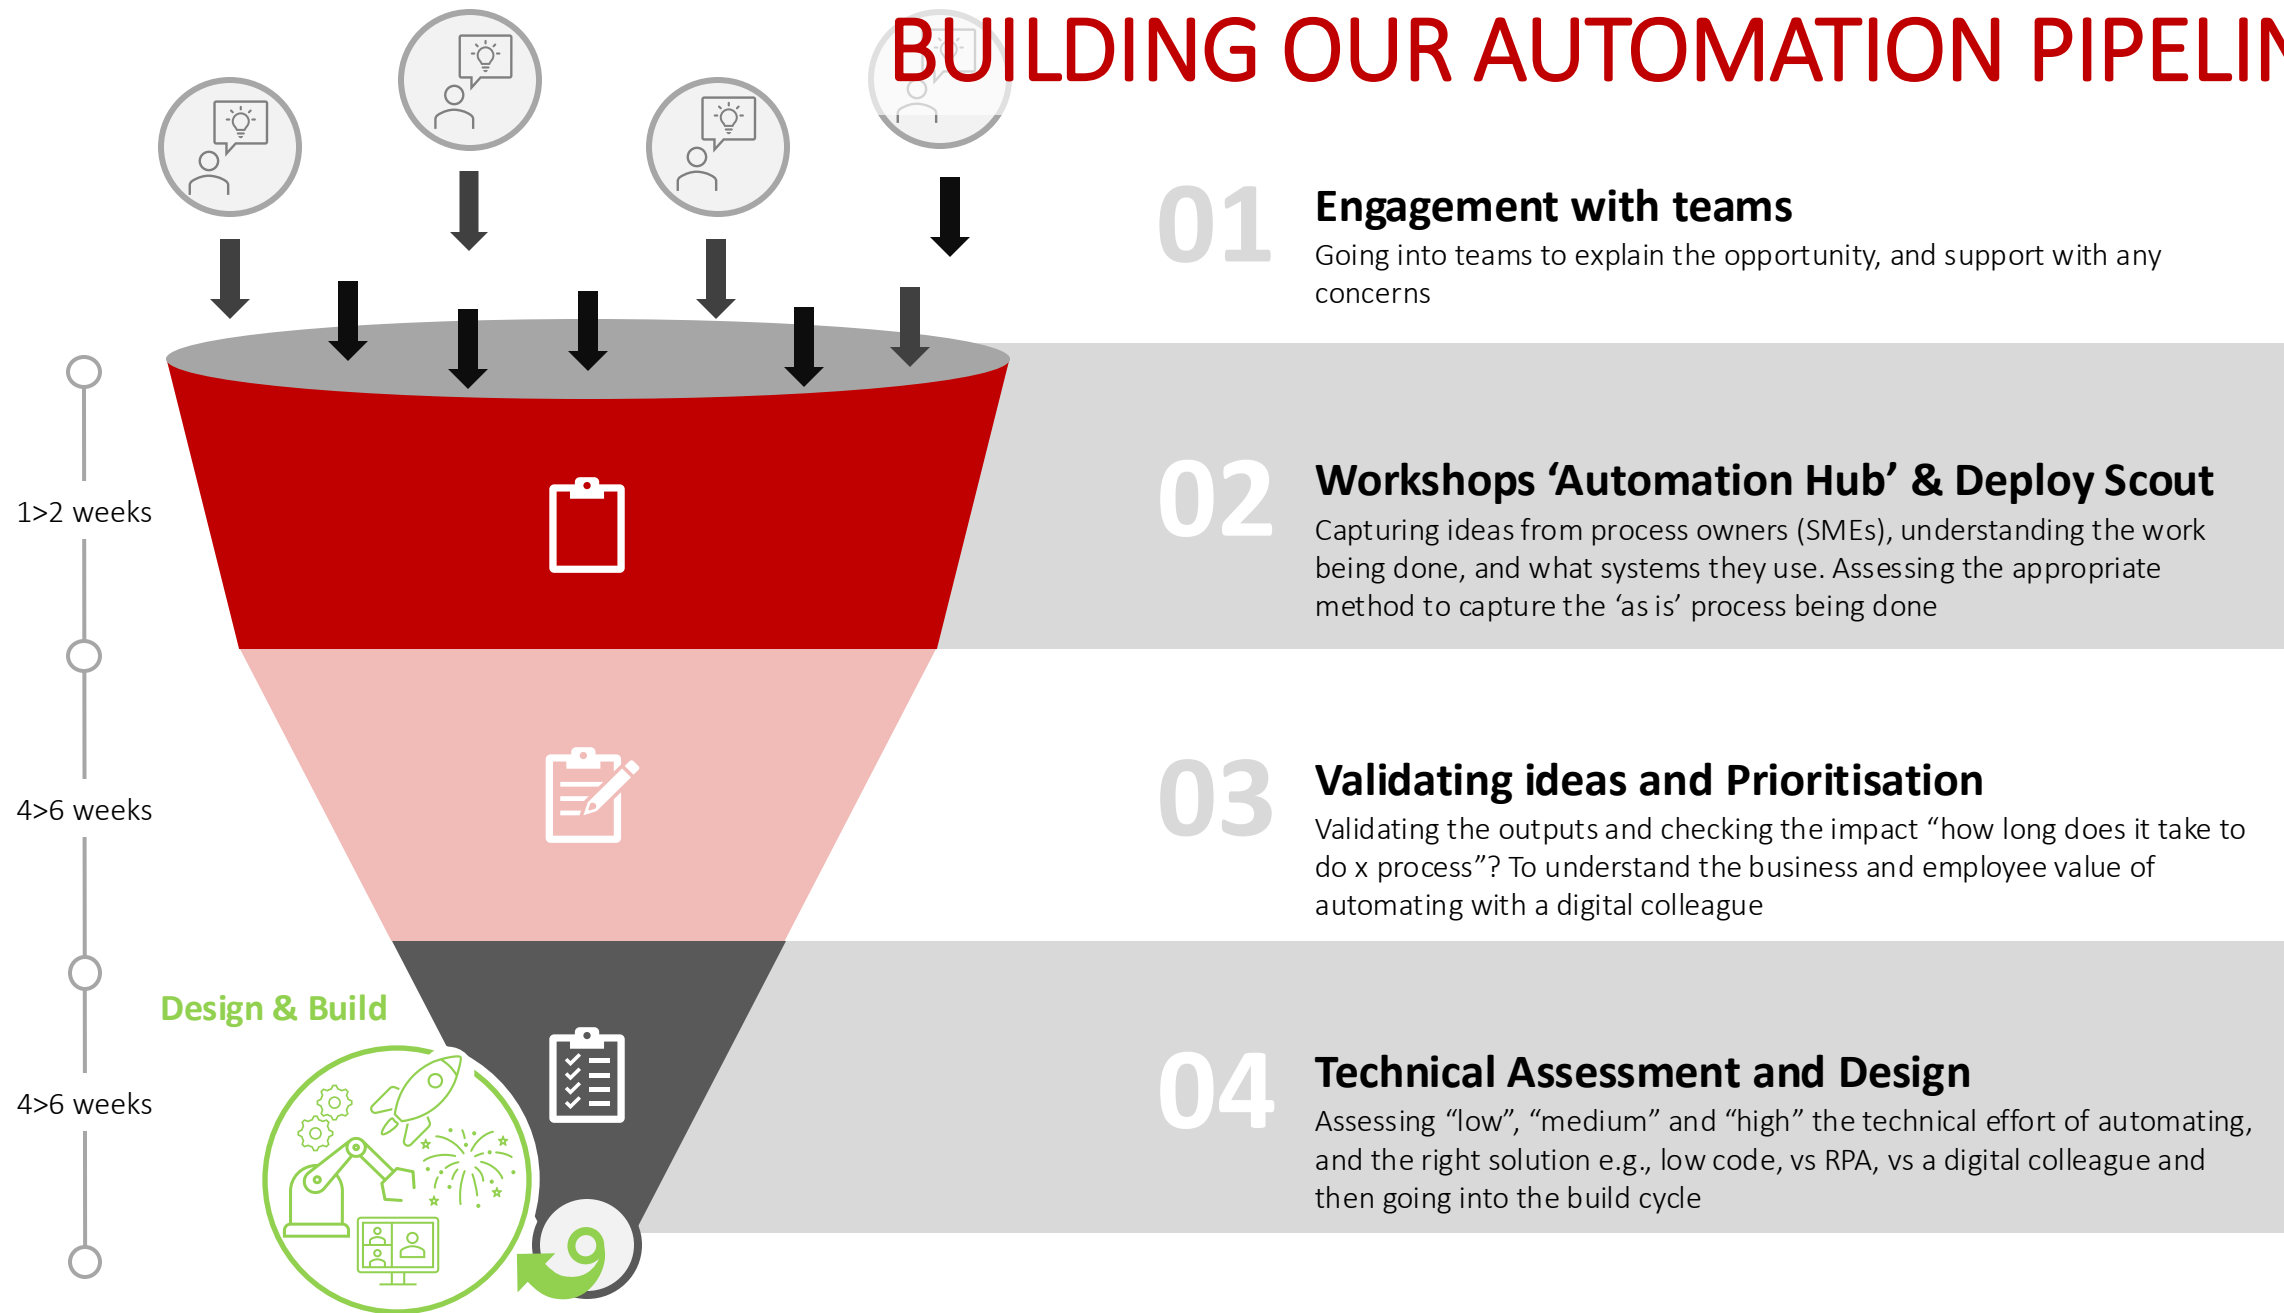 BUILDING OUR AUTOMATION PIPELIN
01
Engagement with teams
Going into teams to explain the opportunity, and support with any
concerns
1>2 weeks
02
Workshops ‘Automation Hub’ & Deploy Scout
Capturing ideas from process owners (SMEs), understanding the work
being done, and what systems they use. Assessing the appropriate
method to capture the ‘as is’ process being done
4>6 weeks
03
Validating ideas and Prioritisation
Validating the outputs and checking the impact “how long does it take to
do x process”? To understand the business and employee value of
automating with a digital colleague
Design & Build
4>6 weeks
04
Technical Assessment and Design
Assessing “low”, “medium” and “high” the technical effort of automating,
and the right solution e.g., low code, vs RPA, vs a digital colleague and
then going into the build cycle